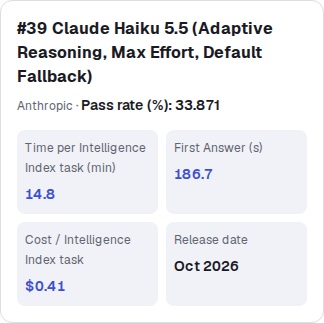 #39 Claude Haiku 5.5 (Adaptive
Reasoning, Max Effort, Default
Fallback)
Anthropic · Pass rate (%): 33.871
Time per Intelligence
Index task (min)
14.8
First Answer (s)
186.7
Cost / Intelligence
Index task
$0.41
Release date
Oct 2026